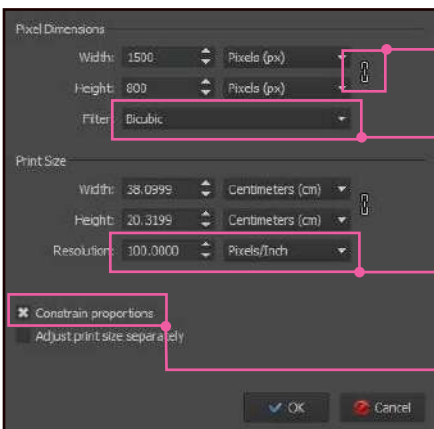 Pixel Dimensions
Width: 1500 Pixels (px)
Height: 800 Pixels (px)
Filter: Bicubic
Print Size
Width: 38.0999 Centimeters (cm)
Height: 20.3199 Centimeters (cm)
Resolution: 100.0000 Pixels/Inch
Constrain proportions
Adjust print size separately
OK Cancel